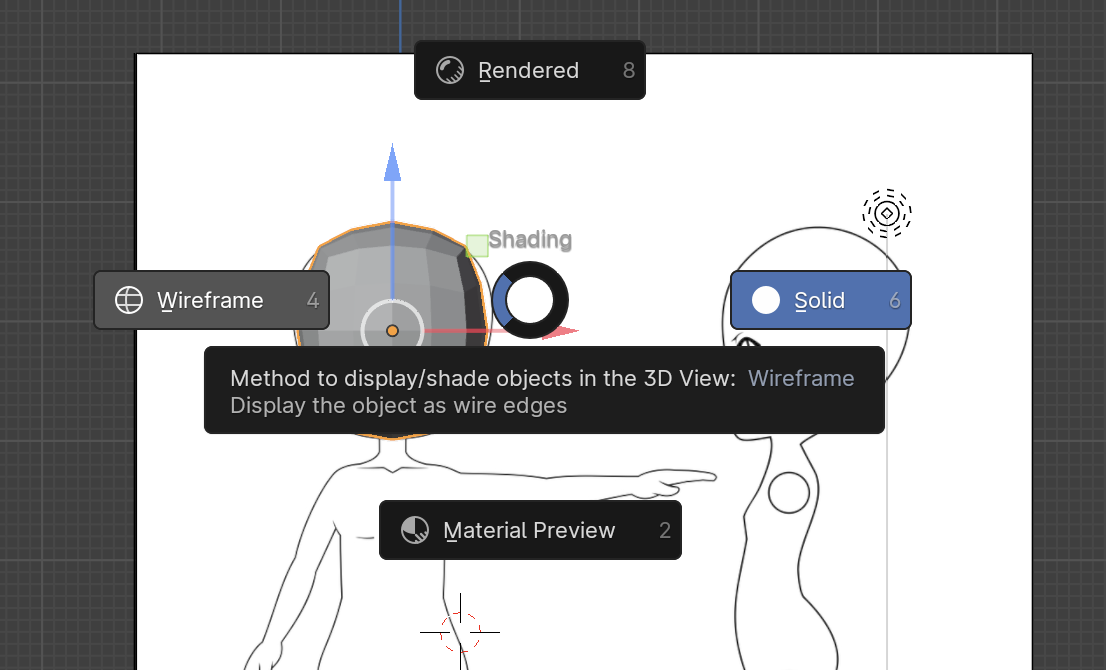 Rendered 8
Shading
Wireframe 4
Solid 6
Method to display/shade objects in the 3D View: Wireframe
Display the object as wire edges
Material Preview 2